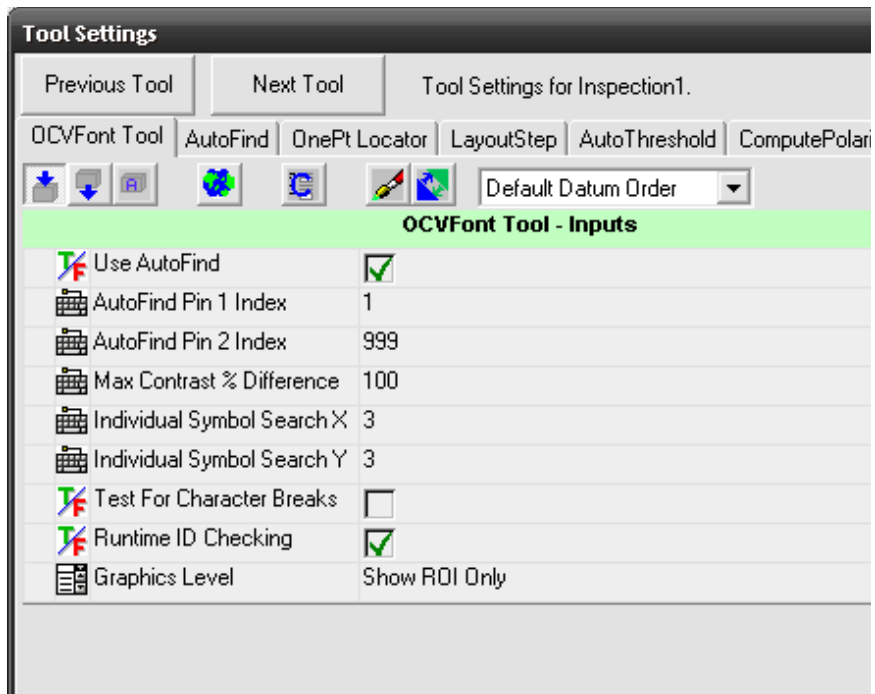 Tool Settings
Previous Tool Next Tool Tool Settings for Inspection1.
OCVFont Tool AutoFind OnePt Locator LayoutStep AutoThreshold ComputePolari
Default Datum Order
OCVFont Tool - Inputs
Use AutoFind
AutoFind Pin 1 Index 1
AutoFind Pin 2 Index 999
Max Contrast % Difference 100
Individual Symbol Search X 3
Individual Symbol Search Y 3
Test For Character Breaks
Runtime ID Checking
Graphics Level Show ROI Only